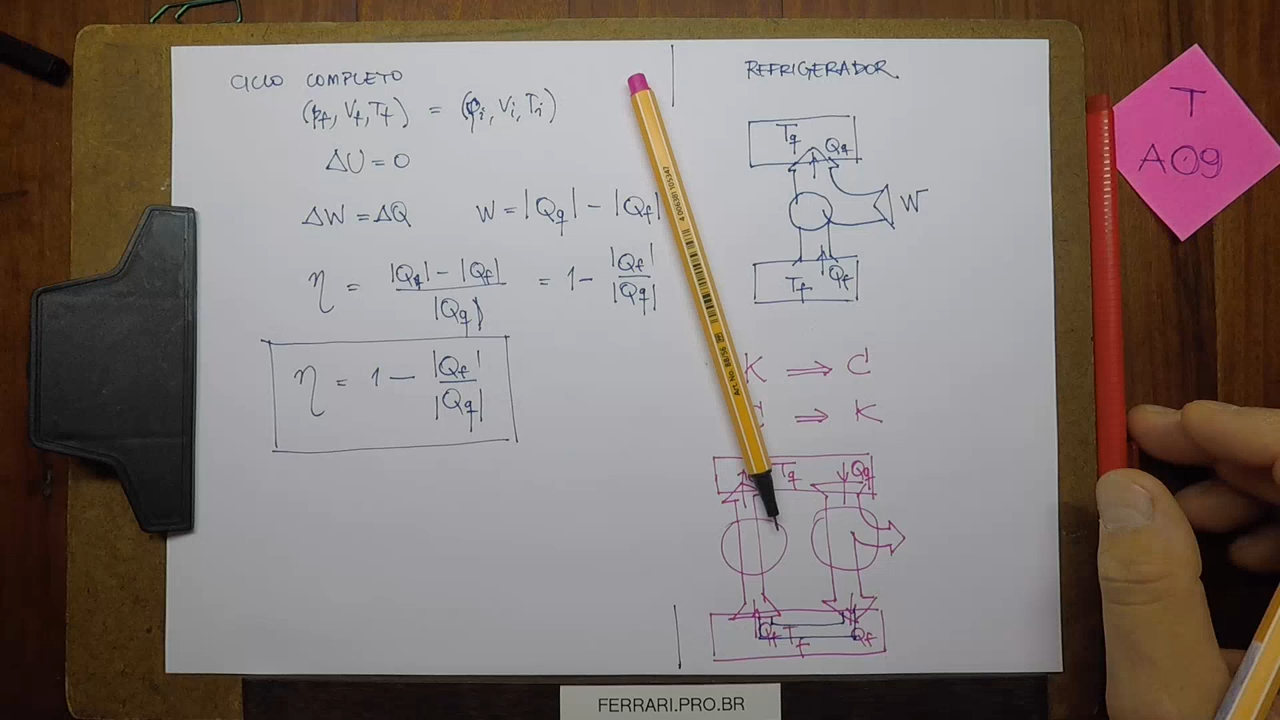 CICLO COMPLETO
(pf, Vf, Tf) = (pi, Vi, Ti)
ΔU = 0
ΔW = ΔQ W = |Qq| − |Qf|
η = |Qq| − |Qf| / |Qq| = 1 − |Qf| / |Qq|
η = 1 − |Qf| / |Qq|
REFRIGERADOR
Tq Qq
W
Tf Qf
K ⇒ C
C ⇒ K
Tq Qq
Qf Tf Qf
T
A09
FERRARI.PRO.BR